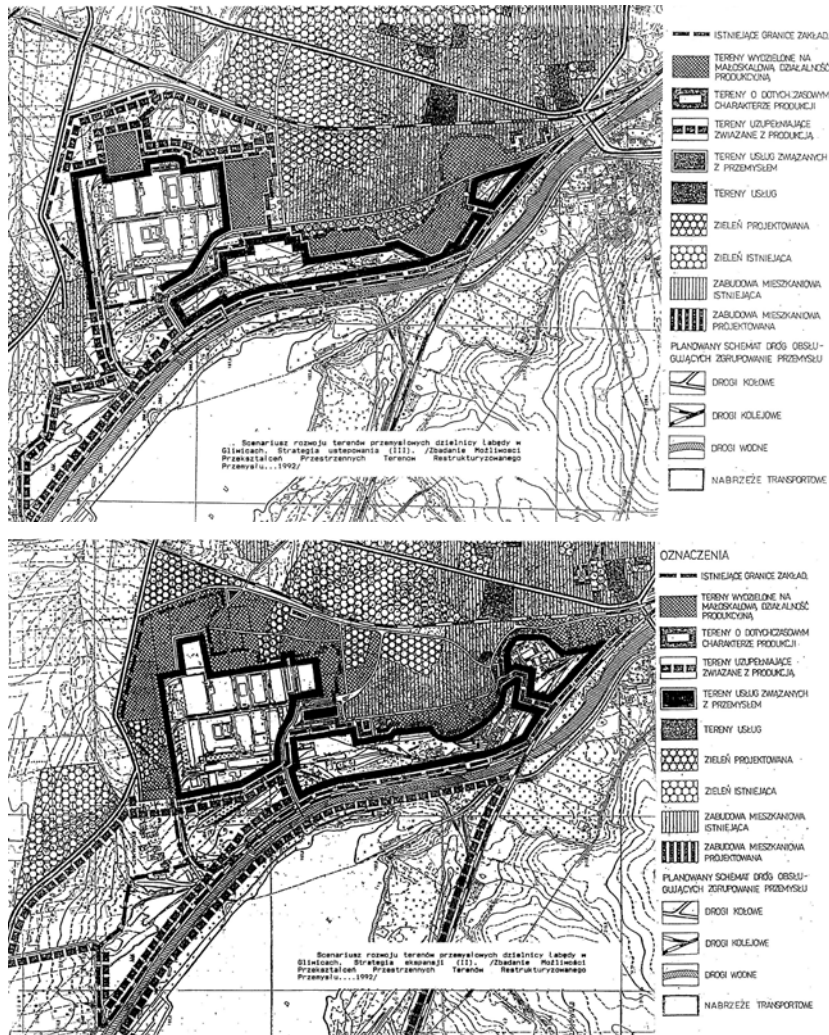 ISTNIEJĄCE GRANICE ZAKŁAD.
TERENY WYDZIELONE NA
MAŁOSKALOWĄ DZIAŁALNOŚĆ
PRODUKCYJNĄ
TERENY O DOTYCHCZASOWYM
CHARAKTERZE PRODUKCJI
TERENY UZUPEŁNIAJĄCE
ZWIĄZANE Z PRODUKCJĄ
TERENY USŁUG ZWIĄZANYCH
Z PRZEMYSŁEM
TERENY USŁUG
ZIELEŃ PROJEKTOWANA
ZIELEŃ ISTNIEJĄCA
ZABUDOWA MIESZKANIOWA
ISTNIEJĄCA
ZABUDOWA MIESZKANIOWA
PROJEKTOWANA
PLANOWANY SCHEMAT DRÓG OBSŁU-
GUJĄCYCH ZGRUPOWANIE PRZEMYSŁU
DROGI KOŁOWE
DROGI KOLEJOWE
DROGI WODNE
NABRZEŻE TRANSPORTOWE
Scenariusz rozwoju terenów przemysłowych dzielnicy Łabędy w
Gliwicach. Strategia ustepowania (III). /Zbadanie Możliwości
Przekształceń Przestrzennych Terenów Restrukturyzowanego
Przemysłu...1992/
OZNACZENIA
ISTNIEJĄCE GRANICE ZAKŁAD.
TERENY WYDZIELONE NA
MAŁOSKALOWĄ DZIAŁALNOŚĆ
PRODUKCYJNĄ
TERENY O DOTYCHCZASOWYM
CHARAKTERZE PRODUKCJI
TERENY UZUPEŁNIAJĄCE
ZWIĄZANE Z PRODUKCJĄ
TERENY USŁUG ZWIĄZANYCH
Z PRZEMYSŁEM
TERENY USŁUG
ZIELEŃ PROJEKTOWANA
ZIELEŃ ISTNIEJĄCA
ZABUDOWA MIESZKANIOWA
ISTNIEJĄCA
ZABUDOWA MIESZKANIOWA
PROJEKTOWANA
PLANOWANY SCHEMAT DRÓG OBSŁU-
GUJĄCYCH ZGRUPOWANIE PRZEMYSŁU
DROGI KOŁOWE
DROGI KOLEJOWE
DROGI WODNE
NABRZEŻE TRANSPORTOWE
Scenariusz rozwoju terenów przemysłowych dzielnicy Łabędy w
Gliwicach. Strategia ekspansji (II). /Zbadanie Możliwości
Przekształceń Przestrzennych Terenów Restrukturyzowanego
Przemysłu...1992/